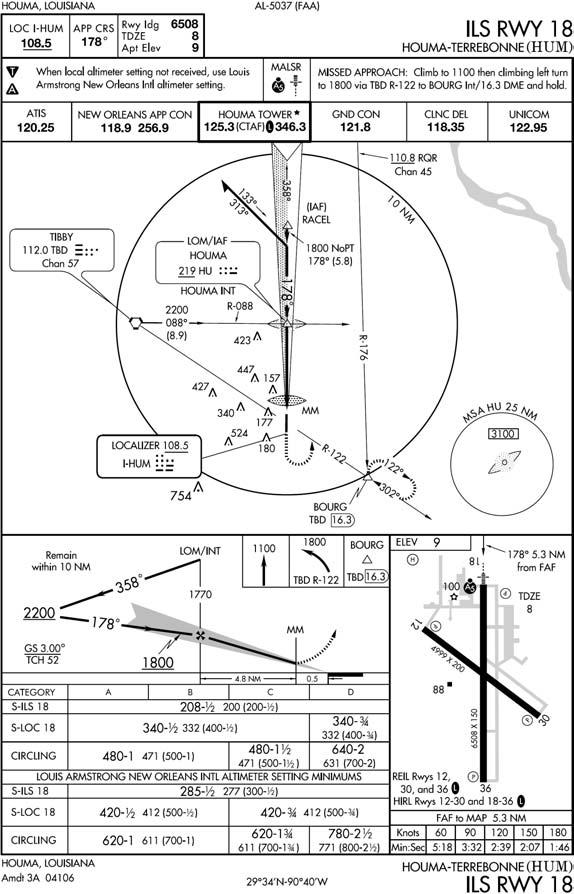 HOUMA, LOUISIANA
AL-5037 (FAA)
LOC I-HUM
108.5
APP CRS
178°
Rwy Idg 6508
TDZE 8
Apt Elev 9
ILS RWY 18
HOUMA-TERREBONNE (HUM)
T
A
When local altimeter setting not received, use Louis
Armstrong New Orleans Intl altimeter setting.
MALSR
A5
MISSED APPROACH: Climb to 1100 then climbing left turn
to 1800 via TBD R-122 to BOURG Int/16.3 DME and hold.
ATIS
120.25
NEW ORLEANS APP CON
118.9 256.9
HOUMA TOWER★
125.3 (CTAF) L 346.3
GND CON
121.8
CLNC DEL
118.35
UNICOM
122.95
110.8 RQR
Chan 45
358°
133°
313°
10 NM
(IAF)
RACEL
1800 NoPT
178° (5.8)
TIBBY
112.0 TBD
Chan 57
LOM/IAF
HOUMA
219 HU
HOUMA INT
178°
2200
088°
(8.9)
R-088
R-176
423
447
157
427
340
177
MM
524
180
754
LOCALIZER 108.5
I-HUM
R-122
122°
302°
BOURG
TBD 16.3
MSA HU 25 NM
3100
Remain
within 10 NM
LOM/INT
358°
2200
178°
1770
1800
GS 3.00°
TCH 52
MM
4.8 NM
0.5
1100
1800
TBD R-122
BOURG
TBD 16.3
ELEV 9
178° 5.3 NM
from FAF
H
18
100
A5
P
TDZE
8
12
P
4999 X 200
88
6508 X 150
P
30
P
36
REIL Rwys 12,
30, and 36 L
HIRL Rwys 12-30 and 18-36 L
CATEGORY A B C D
S-ILS 18 208-½ 200 (200-½)
S-LOC 18 340-½ 332 (400-½) 340-¾
332 (400-¾)
CIRCLING 480-1 471 (500-1) 480-1½
471 (500-1½) 640-2
631 (700-2)
LOUIS ARMSTRONG NEW ORLEANS INTL ALTIMETER SETTING MINIMUMS
S-ILS 18 285-½ 277 (300-½)
S-LOC 18 420-½ 412 (500-½) 420-¾ 412 (500-¾)
CIRCLING 620-1 611 (700-1) 620-1¾
611 (700-1¾) 780-2½
771 (800-2½)
FAF to MAP 5.3 NM
Knots 60 90 120 150 180
Min:Sec 5:18 3:32 2:39 2:07 1:46
HOUMA, LOUISIANA
Amdt 3A 04106
29°34'N-90°40'W
HOUMA-TERREBONNE (HUM)
ILS RWY 18